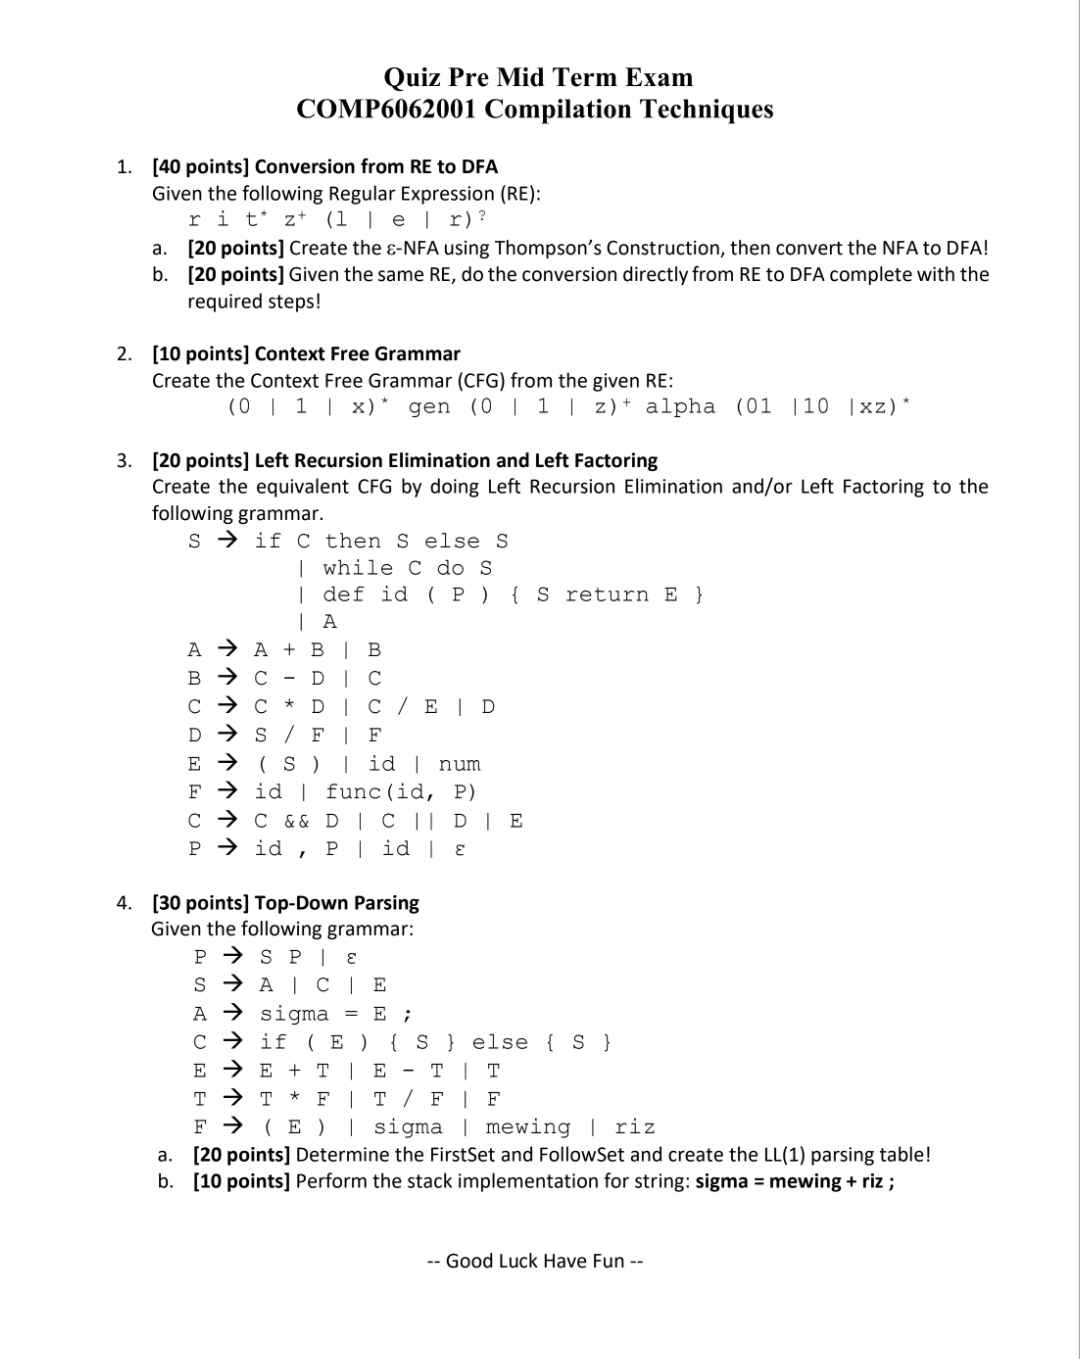 Quiz Pre Mid Term Exam
COMP6062001 Compilation Techniques
1. [40 points] Conversion from RE to DFA
Given the following Regular Expression (RE):
r i t* z+ (l | e | r)?
a. [20 points] Create the ε-NFA using Thompson's Construction, then convert the NFA to DFA!
b. [20 points] Given the same RE, do the conversion directly from RE to DFA complete with the
required steps!
2. [10 points] Context Free Grammar
Create the Context Free Grammar (CFG) from the given RE:
(0 | 1 | x)* gen (0 | 1 | z)+ alpha (01 |10 |xz)*
3. [20 points] Left Recursion Elimination and Left Factoring
Create the equivalent CFG by doing Left Recursion Elimination and/or Left Factoring to the
following grammar.
S → if C then S else S
| while C do S
| def id ( P ) { S return E }
| A
A → A + B | B
B → C - D | C
C → C * D | C / E | D
D → S / F | F
E → ( S ) | id | num
F → id | func(id, P)
C → C && D | C || D | E
P → id , P | id | ε
4. [30 points] Top-Down Parsing
Given the following grammar:
P → S P | ε
S → A | C | E
A → sigma = E ;
C → if ( E ) { S } else { S }
E → E + T | E - T | T
T → T * F | T / F | F
F → ( E ) | sigma | mewing | riz
a. [20 points] Determine the FirstSet and FollowSet and create the LL(1) parsing table!
b. [10 points] Perform the stack implementation for string: sigma = mewing + riz ;
-- Good Luck Have Fun --